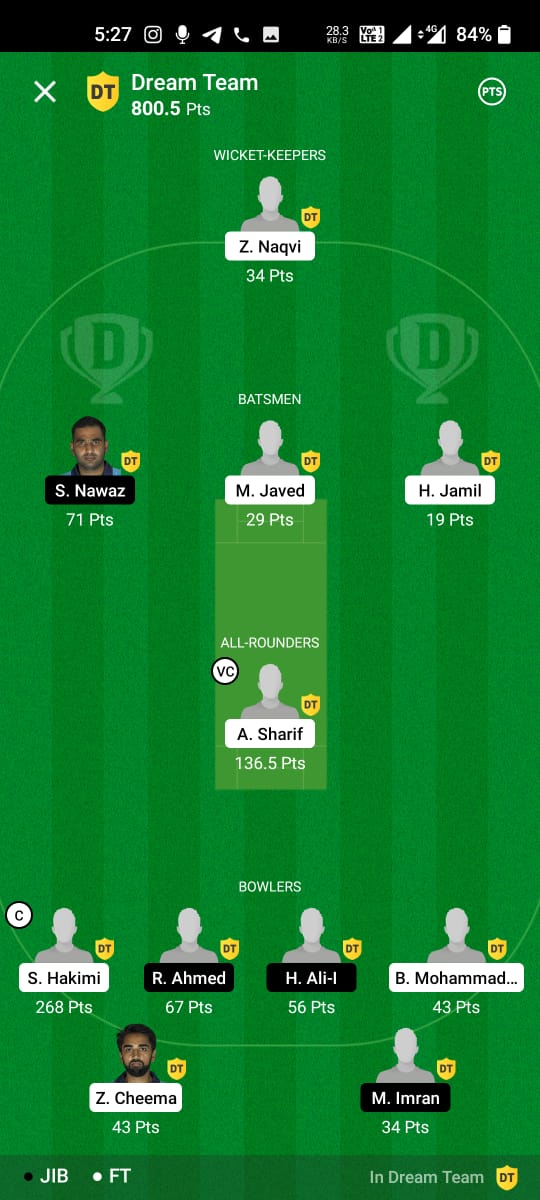 5:27 28.3 KB/S Vo 1 LTE 2 4G 84%
DT Dream Team
800.5 Pts
PTS
WICKET-KEEPERS
DT
Z. Naqvi
34 Pts
D D
BATSMEN
DT DT DT
S. Nawaz M. Javed H. Jamil
71 Pts 29 Pts 19 Pts
ALL-ROUNDERS
VC
DT
A. Sharif
136.5 Pts
BOWLERS
C
DT DT DT DT
S. Hakimi R. Ahmed H. Ali-I B. Mohammad...
268 Pts 67 Pts 56 Pts 43 Pts
DT DT
Z. Cheema M. Imran
43 Pts 34 Pts
JIB FT In Dream Team DT